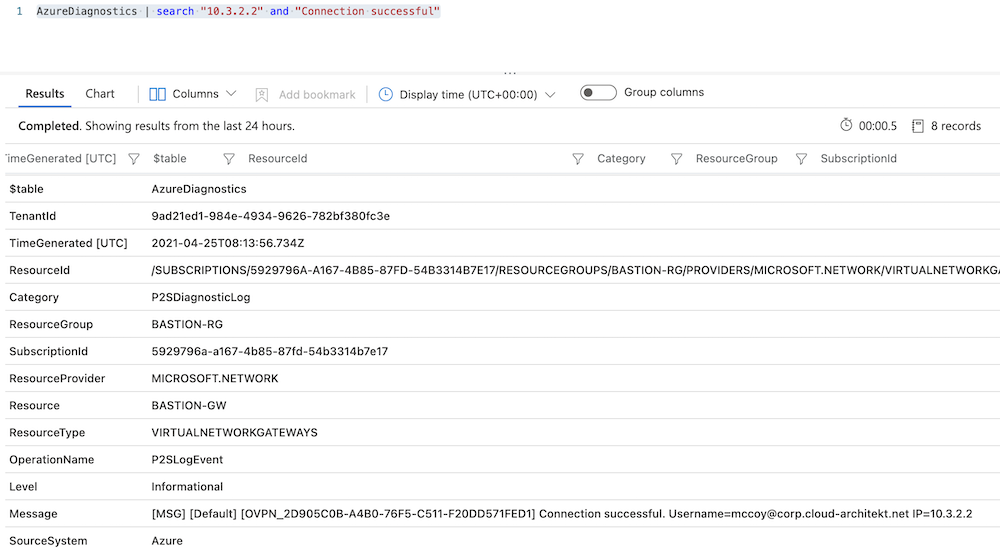 1 AzureDiagnostics | search "10.3.2.2" and "Connection successful"
...
Results Chart Columns Add bookmark Display time (UTC+00:00) Group columns
Completed. Showing results from the last 24 hours. 00:00.5 8 records
TimeGenerated [UTC] $table ResourceId Category ResourceGroup SubscriptionId
$table AzureDiagnostics
TenantId 9ad21ed1-984e-4934-9626-782bf380fc3e
TimeGenerated [UTC] 2021-04-25T08:13:56.734Z
ResourceId /SUBSCRIPTIONS/5929796A-A167-4B85-87FD-54B3314B7E17/RESOURCEGROUPS/BASTION-RG/PROVIDERS/MICROSOFT.NETWORK/VIRTUALNETWORKGA
Category P2SDiagnosticLog
ResourceGroup BASTION-RG
SubscriptionId 5929796a-a167-4b85-87fd-54b3314b7e17
ResourceProvider MICROSOFT.NETWORK
Resource BASTION-GW
ResourceType VIRTUALNETWORKGATEWAYS
OperationName P2SLogEvent
Level Informational
Message [MSG] [Default] [OVPN_2D905C0B-A4B0-76F5-C511-F20DD571FED1] Connection successful. Username=mccoy@corp.cloud-architekt.net IP=10.3.2.2
SourceSystem Azure